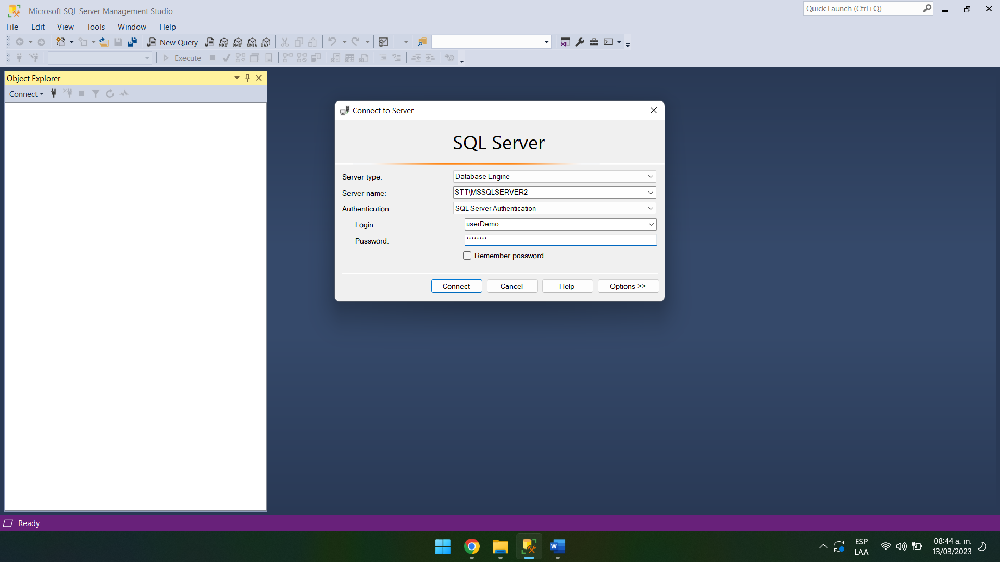 Microsoft SQL Server Management Studio
Quick Launch (Ctrl+Q)
File Edit View Tools Window Help
New Query MDX DMX XMLA DAX
Execute
Object Explorer
Connect
Connect to Server
SQL Server
Server type: Database Engine
Server name: STT\MSSQLSERVER2
Authentication: SQL Server Authentication
Login: userDemo
Password: ********
Remember password
Connect Cancel Help Options >>
Ready
ESP
LAA
08:44 a. m.
13/03/2023